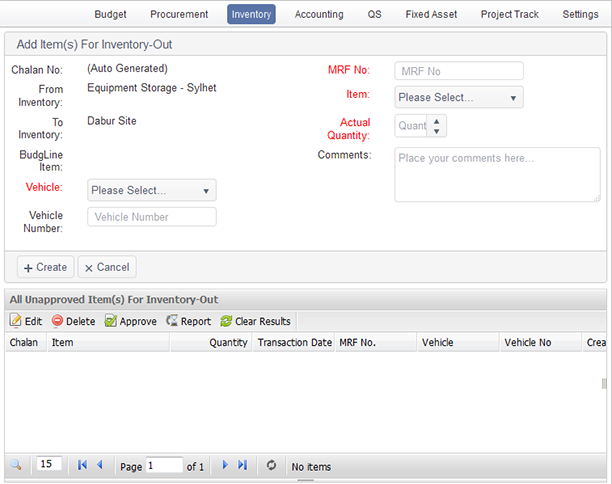 Budget Procurement Inventory Accounting QS Fixed Asset Project Track Settings
Add Item(s) For Inventory-Out
Chalan No: (Auto Generated)
From Inventory: Equipment Storage - Sylhet
To Inventory: Dabur Site
BudgLine Item:
Vehicle: Please Select...
Vehicle Number: Vehicle Number
MRF No: MRF No
Item: Please Select...
Actual Quantity: Quant
Comments: Place your comments here...
Create Cancel
All Unapproved Item(s) For Inventory-Out
Edit Delete Approve Report Clear Results
Chalan Item Quantity Transaction Date MRF No. Vehicle Vehicle No Crea
15 Page 1 of 1 No items